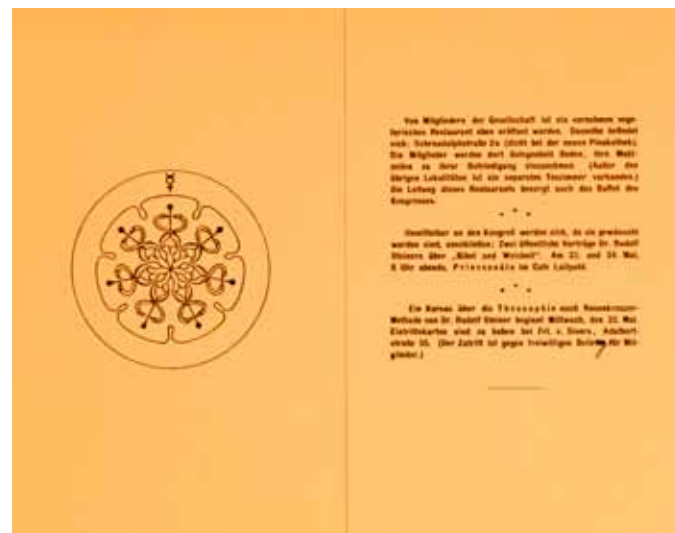 Von Mitgliedern der Gesellschaft ist ein vornehmes vege-
tarisches Restaurant eben eröffnet worden. Dasselbe befindet
sich: Schraudolphstraße 2a (dicht bei der neuen Pinakothek).
Die Mitglieder werden dort Gelegenheit finden, ihre Mahl-
zeiten zu ihrer Befriedigung einzunehmen. (Außer den
übrigen Lokalitäten ist ein separates Teezimmer vorhanden.)
Die Leitung dieses Restaurants besorgt auch das Buffet des
Kongresses.
Unmittelbar an den Kongreß werden sich, da sie gewünscht
worden sind, anschließen: Zwei öffentliche Vorträge Dr. Rudolf
Steiners über „Bibel und Weisheit“. Am 23. und 24. Mai,
8 Uhr abends, Prinzensäle im Café Luitpold.
Ein Kursus über die Theosophie nach Rosenkreuzer-
Methode von Dr. Rudolf Steiner beginnt Mittwoch, den 22. Mai.
Eintrittskarten sind zu haben bei Frl. v. Sivers, Adalbert-
straße 55. (Der Zutritt ist gegen freiwilligen Beitrag für Mit-
glieder.)